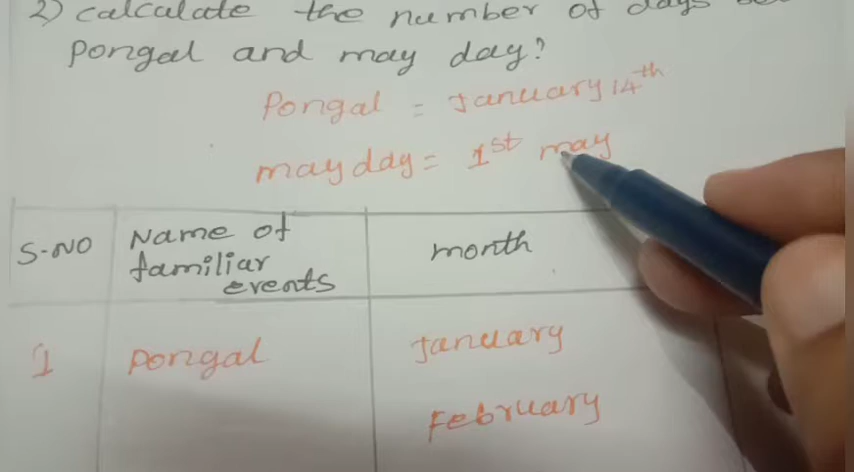 2) Calculate the number of days
Pongal and may day?
Pongal = January 14th
may day = 1st may
S.NO Name of familiar events month
1 Pongal January
February